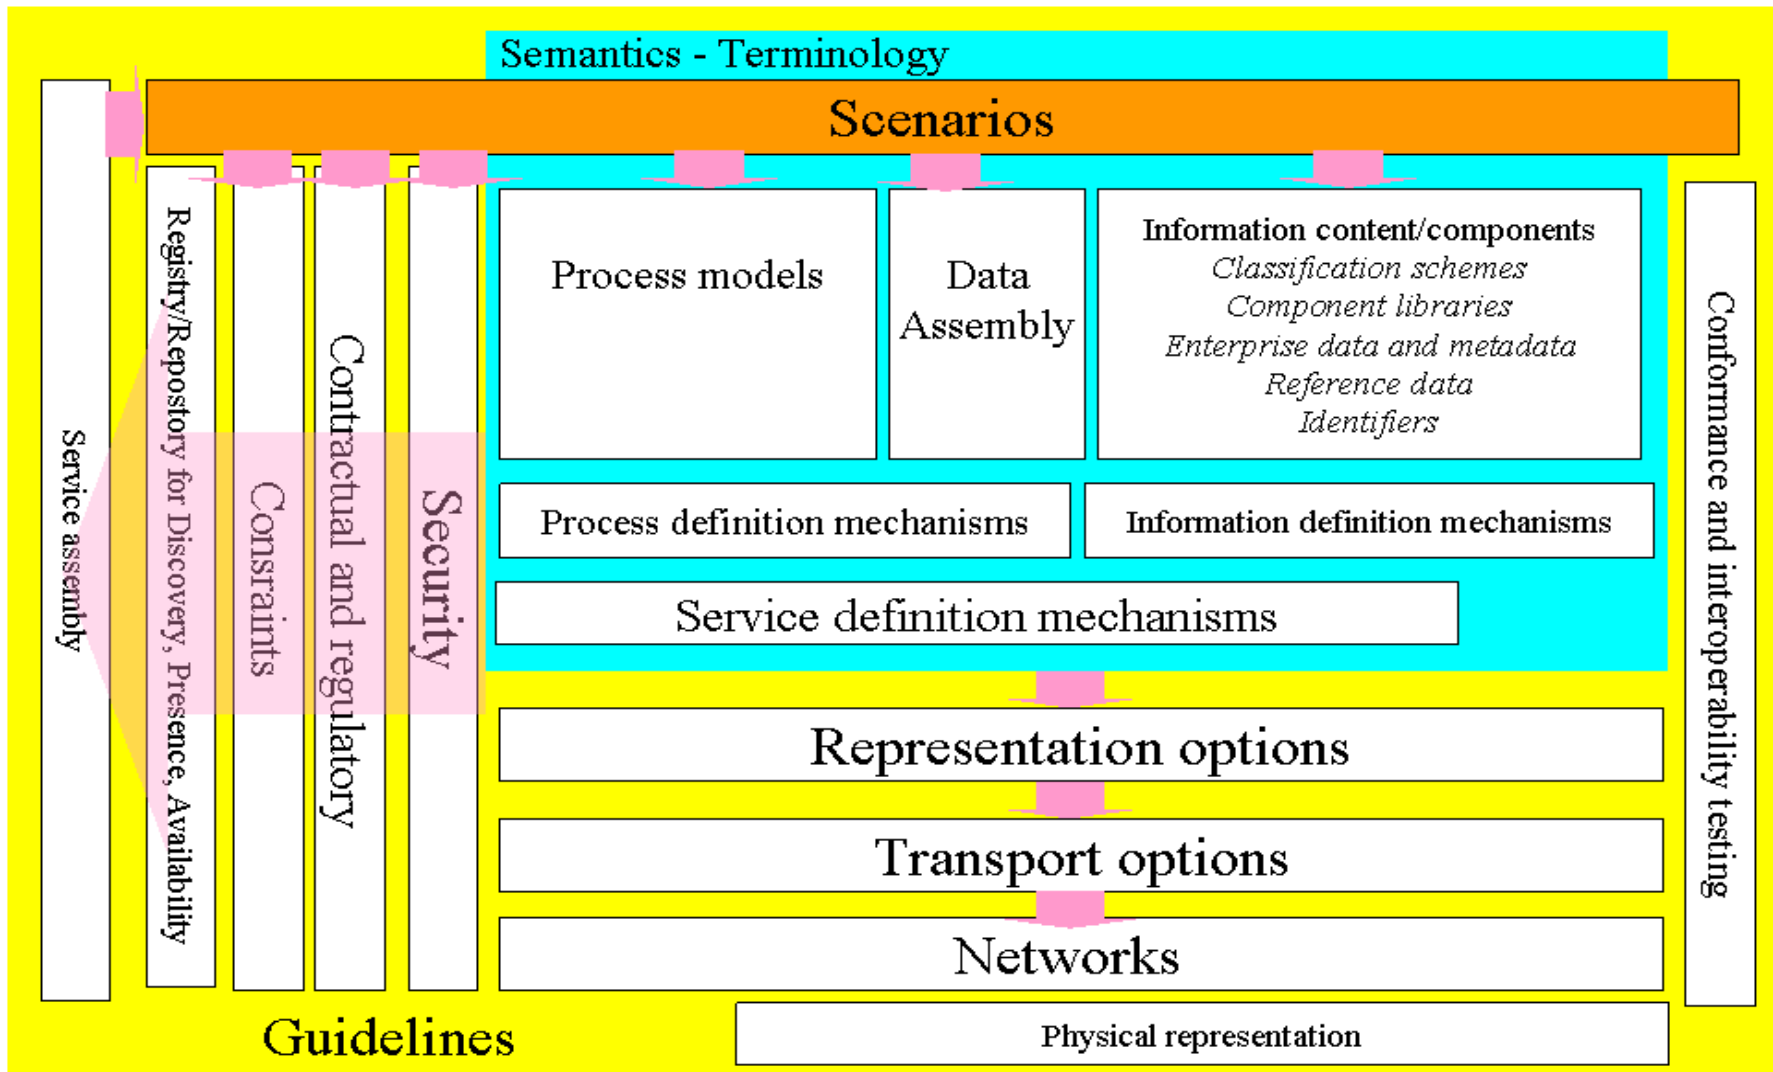 Semantics - Terminology
Scenarios
Service assembly
Registry/Repostory for Discovery, Presence, Availability
Consraints
Contractual and regulatory
Security
Process models
Data
Assembly
Information content/components
Classification schemes
Component libraries
Enterprise data and metadata
Reference data
Identifiers
Process definition mechanisms
Information definition mechanisms
Service definition mechanisms
Representation options
Transport options
Networks
Conformance and interoperability testing
Guidelines
Physical representation